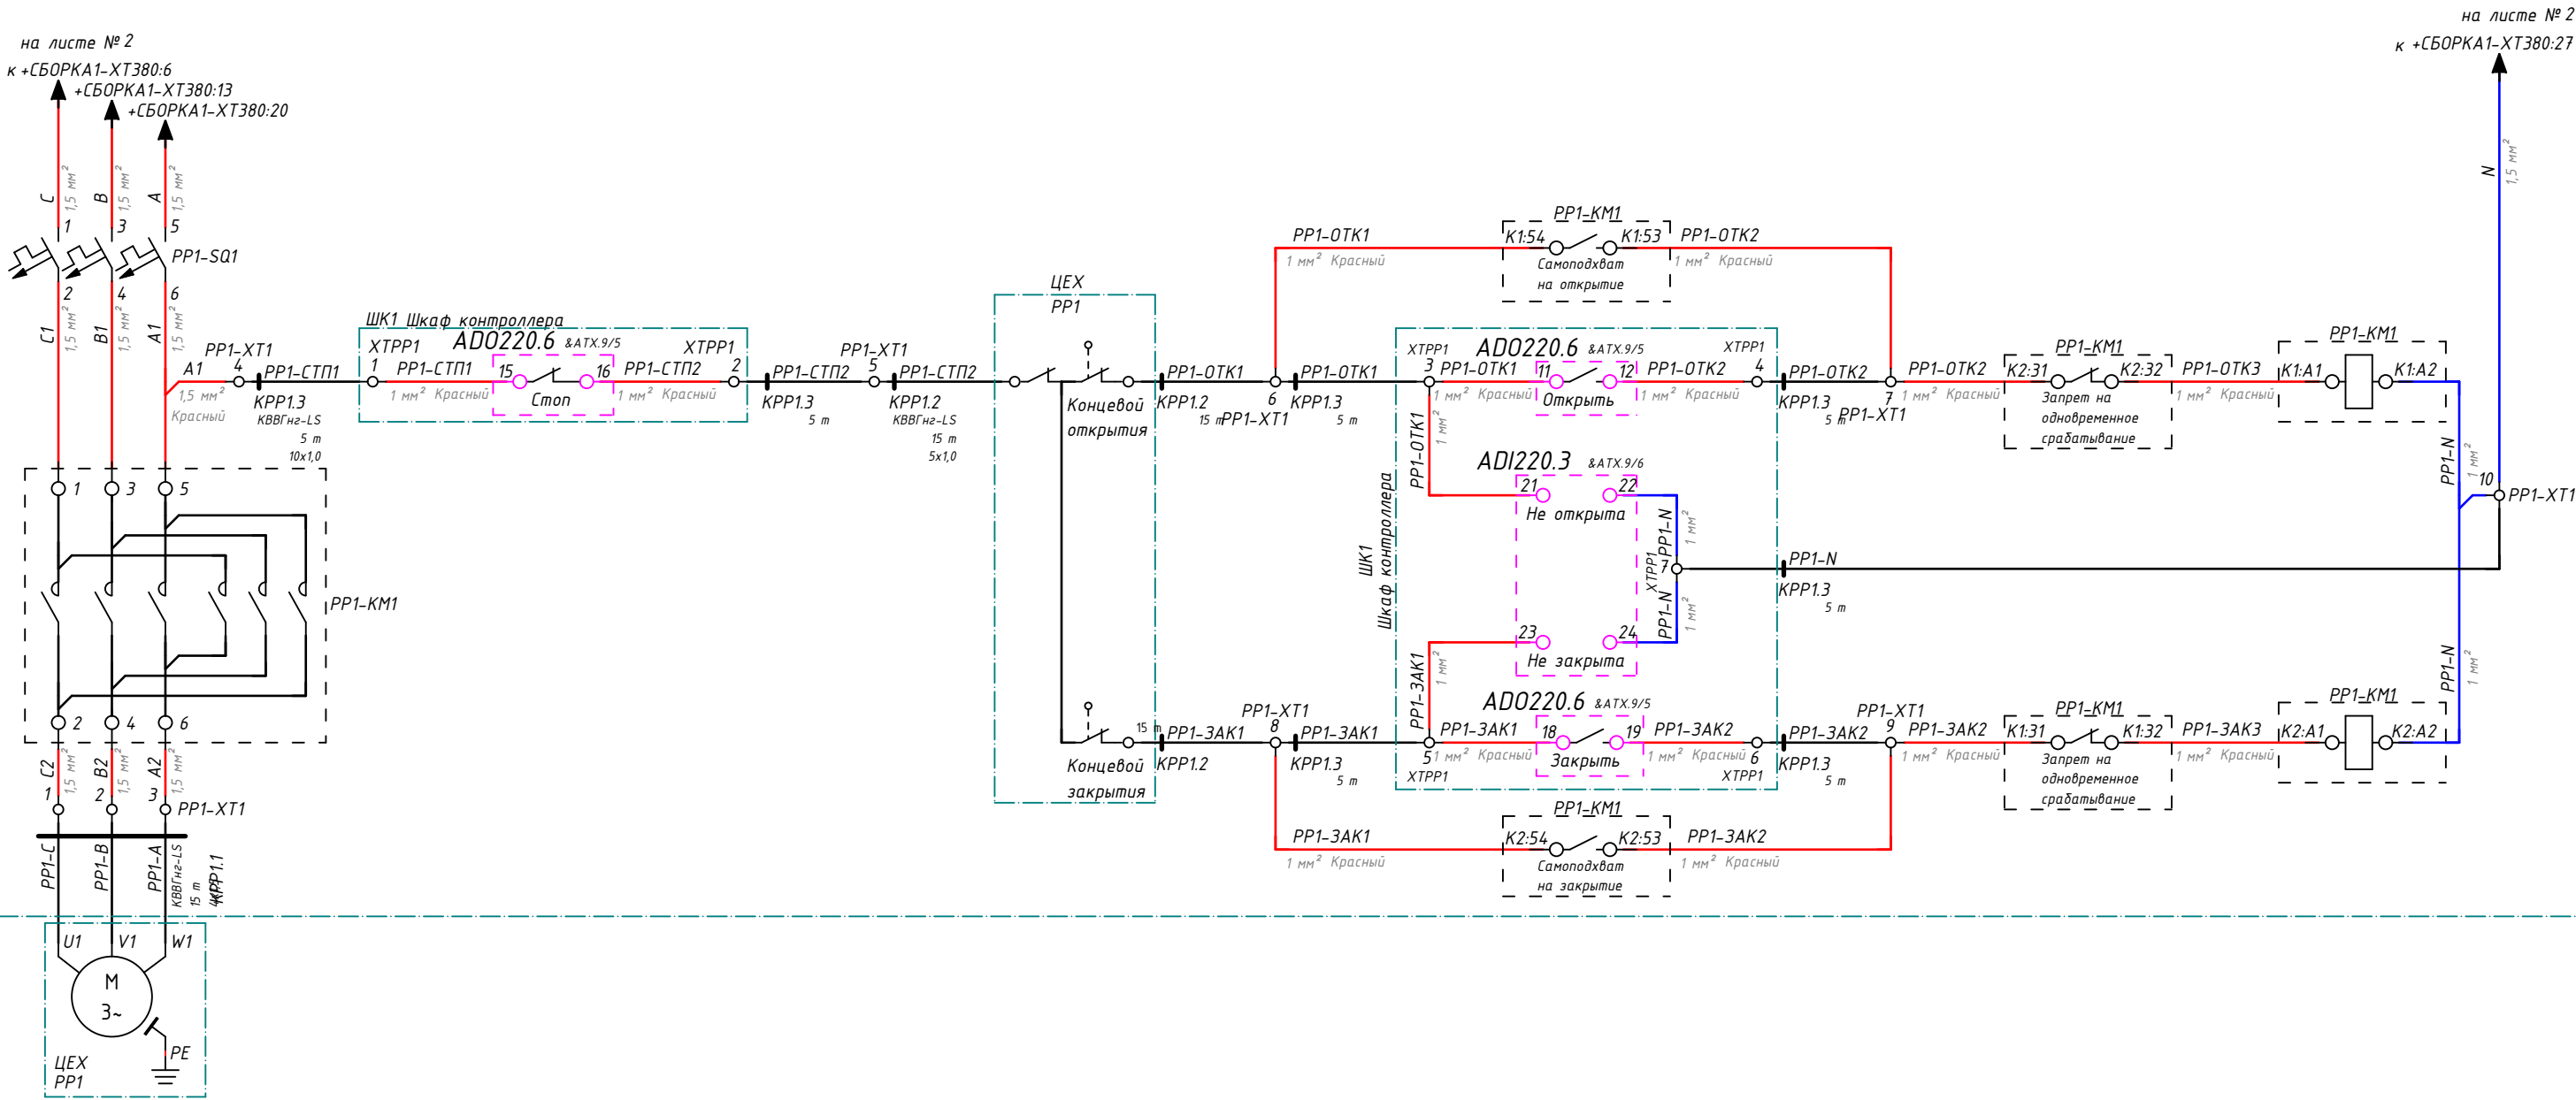 на листе № 2
к +СБОРКА1-XT380:6
+СБОРКА1-XT380:13
+СБОРКА1-XT380:20
на листе № 2
к +СБОРКА1-XT380:27
C
1,5 мм²
B
1,5 мм²
A
1,5 мм²
N
1,5 мм²
1
3
5
PP1-SQ1
2
4
6
C1
1,5 мм²
B1
1,5 мм²
A1
1,5 мм²
A1
1,5 мм²
Красный
PP1-XT1
4
PP1-СТП1
КРР1.3
КВВГнг-LS
5 m
10x1,0
ШК1 Шкаф контроллера
ADO220.6 &ATX.9/5
XTPP1
1
PP1-СТП1
1 мм² Красный
15
16
Стоп
PP1-СТП2
1 мм² Красный
XTPP1
2
PP1-СТП2
КРР1.3
5 m
PP1-XT1
5
PP1-СТП2
КРР1.2
КВВГнг-LS
15 m
5x1,0
ЦЕХ
PP1
Концевой
открытия
Концевой
закрытия
PP1-ОТК1
КРР1.2
15 m
6
PP1-XT1
PP1-ОТК1
КРР1.3
5 m
PP1-ОТК1
1 мм² Красный
PP1-KM1
K1:54
K1:53
Самоподхват
на открытие
PP1-ОТК2
1 мм² Красный
XTPP1
3
ADO220.6 &ATX.9/5
PP1-ОТК1
1 мм² Красный
11
12
Открыть
PP1-ОТК2
1 мм² Красный
XTPP1
4
PP1-ОТК2
КРР1.3
5 m
7
PP1-XT1
PP1-ОТК2
1 мм² Красный
PP1-KM1
K2:31
K2:32
Запрет на
одновременное
срабатывание
PP1-ОТК3
1 мм² Красный
PP1-KM1
K1:A1
K1:A2
PP1-ОТК1
1 мм²
ADI220.3 &ATX.9/6
21
22
Не открыта
PP1-N
1 мм²
XTPP1
7
PP1-N
1 мм²
23
24
Не закрыта
ШК1
Шкаф контроллера
PP1-N
КРР1.3
5 m
PP1-N
1 мм²
10
PP1-XT1
PP1-N
1 мм²
PP1-ЗАК1
1 мм²
15 m
PP1-ЗАК1
КРР1.2
PP1-XT1
8
PP1-ЗАК1
КРР1.3
5 m
5
XTPP1
ADO220.6 &ATX.9/5
PP1-ЗАК1
1 мм² Красный
18
19
Закрыть
PP1-ЗАК2
1 мм² Красный
6
XTPP1
PP1-ЗАК2
КРР1.3
5 m
PP1-XT1
9
PP1-ЗАК2
1 мм² Красный
PP1-KM1
K1:31
K1:32
Запрет на
одновременное
срабатывание
PP1-ЗАК3
1 мм² Красный
PP1-KM1
K2:A1
K2:A2
PP1-ЗАК1
1 мм² Красный
PP1-KM1
K2:54
K2:53
Самоподхват
на закрытие
PP1-ЗАК2
1 мм² Красный
1
3
5
PP1-KM1
2
4
6
C2
1,5 мм²
B2
1,5 мм²
A2
1,5 мм²
1
2
3
PP1-XT1
PP1-C
PP1-B
PP1-A
КВВГнг-LS
15 m
КРР1.1
U1
V1
W1
M
3~
PE
ЦЕХ
PP1